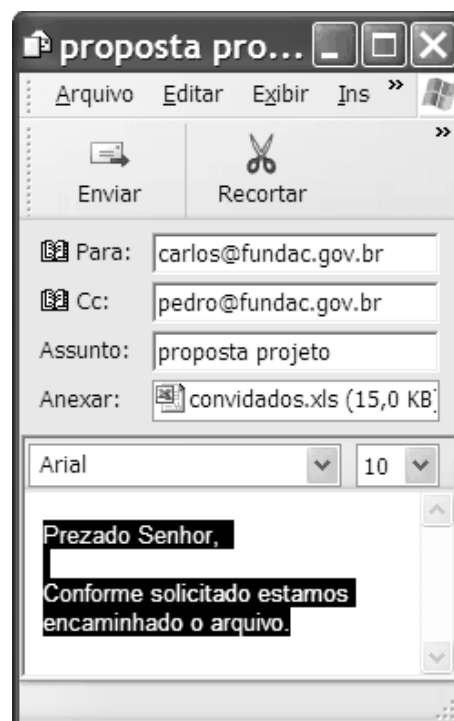 proposta pro...
Arquivo Editar Exibir Ins »
»
Enviar Recortar
Para: carlos@fundac.gov.br
Cc: pedro@fundac.gov.br
Assunto: proposta projeto
Anexar: convidados.xls (15,0 KB)
Arial 10
Prezado Senhor,
Conforme solicitado estamos
encaminhado o arquivo.